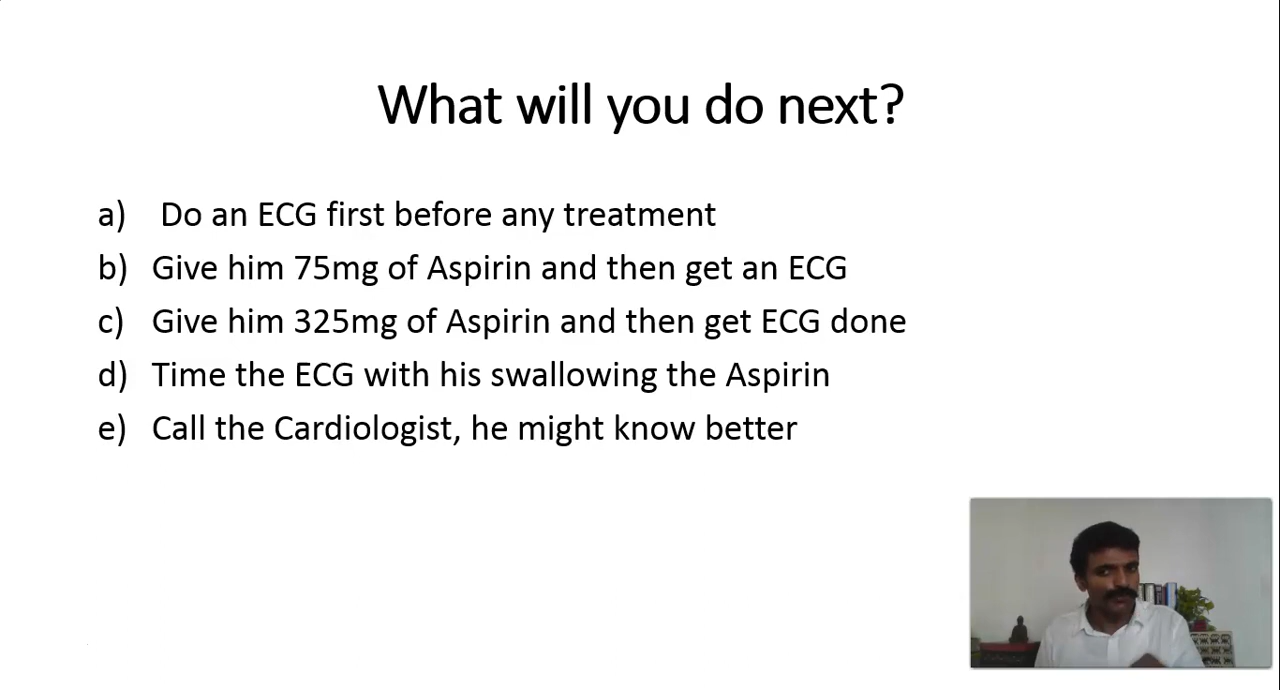 What will you do next?
a) Do an ECG first before any treatment
b) Give him 75mg of Aspirin and then get an ECG
c) Give him 325mg of Aspirin and then get ECG done
d) Time the ECG with his swallowing the Aspirin
e) Call the Cardiologist, he might know better